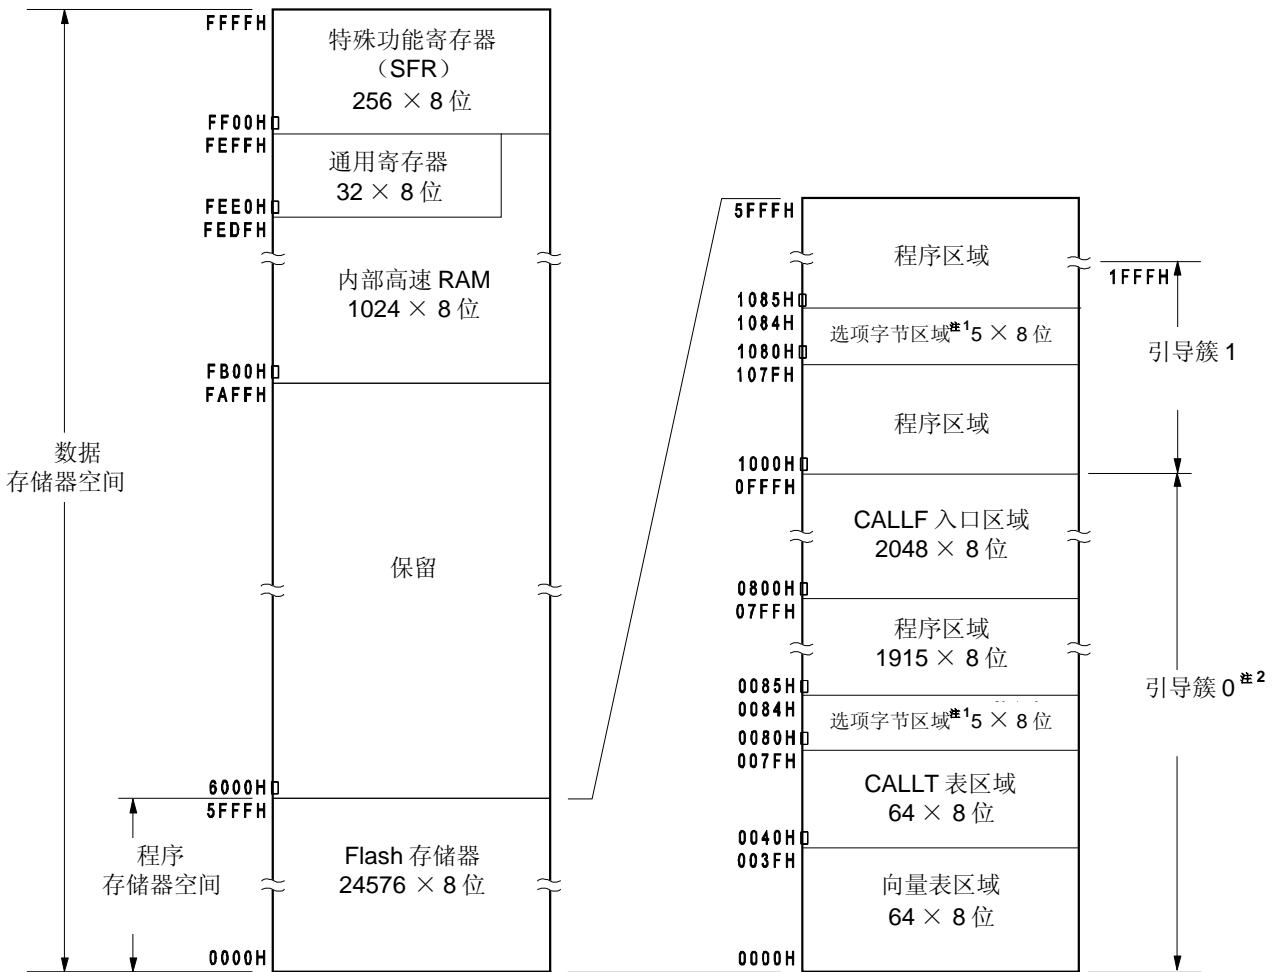 FFFFH
特殊功能寄存器
（SFR）
256 × 8 位
FF00H
FEFFH
通用寄存器
32 × 8 位
FEE0H
FEDFH
内部高速 RAM
1024 × 8 位
FB00H
FAFFH
数据
存储器空间
保留
6000H
5FFFH
程序
存储器空间
Flash 存储器
24576 × 8 位
0000H
5FFFH
程序区域
1FFFH
1085H
1084H
选项字节区域注1 5 × 8 位
1080H
107FH
引导簇 1
程序区域
1000H
0FFFH
CALLF 入口区域
2048 × 8 位
0800H
07FFH
程序区域
1915 × 8 位
引导簇 0 注2
0085H
0084H
选项字节区域注1 5 × 8 位
0080H
007FH
CALLT 表区域
64 × 8 位
0040H
003FH
向量表区域
64 × 8 位
0000H